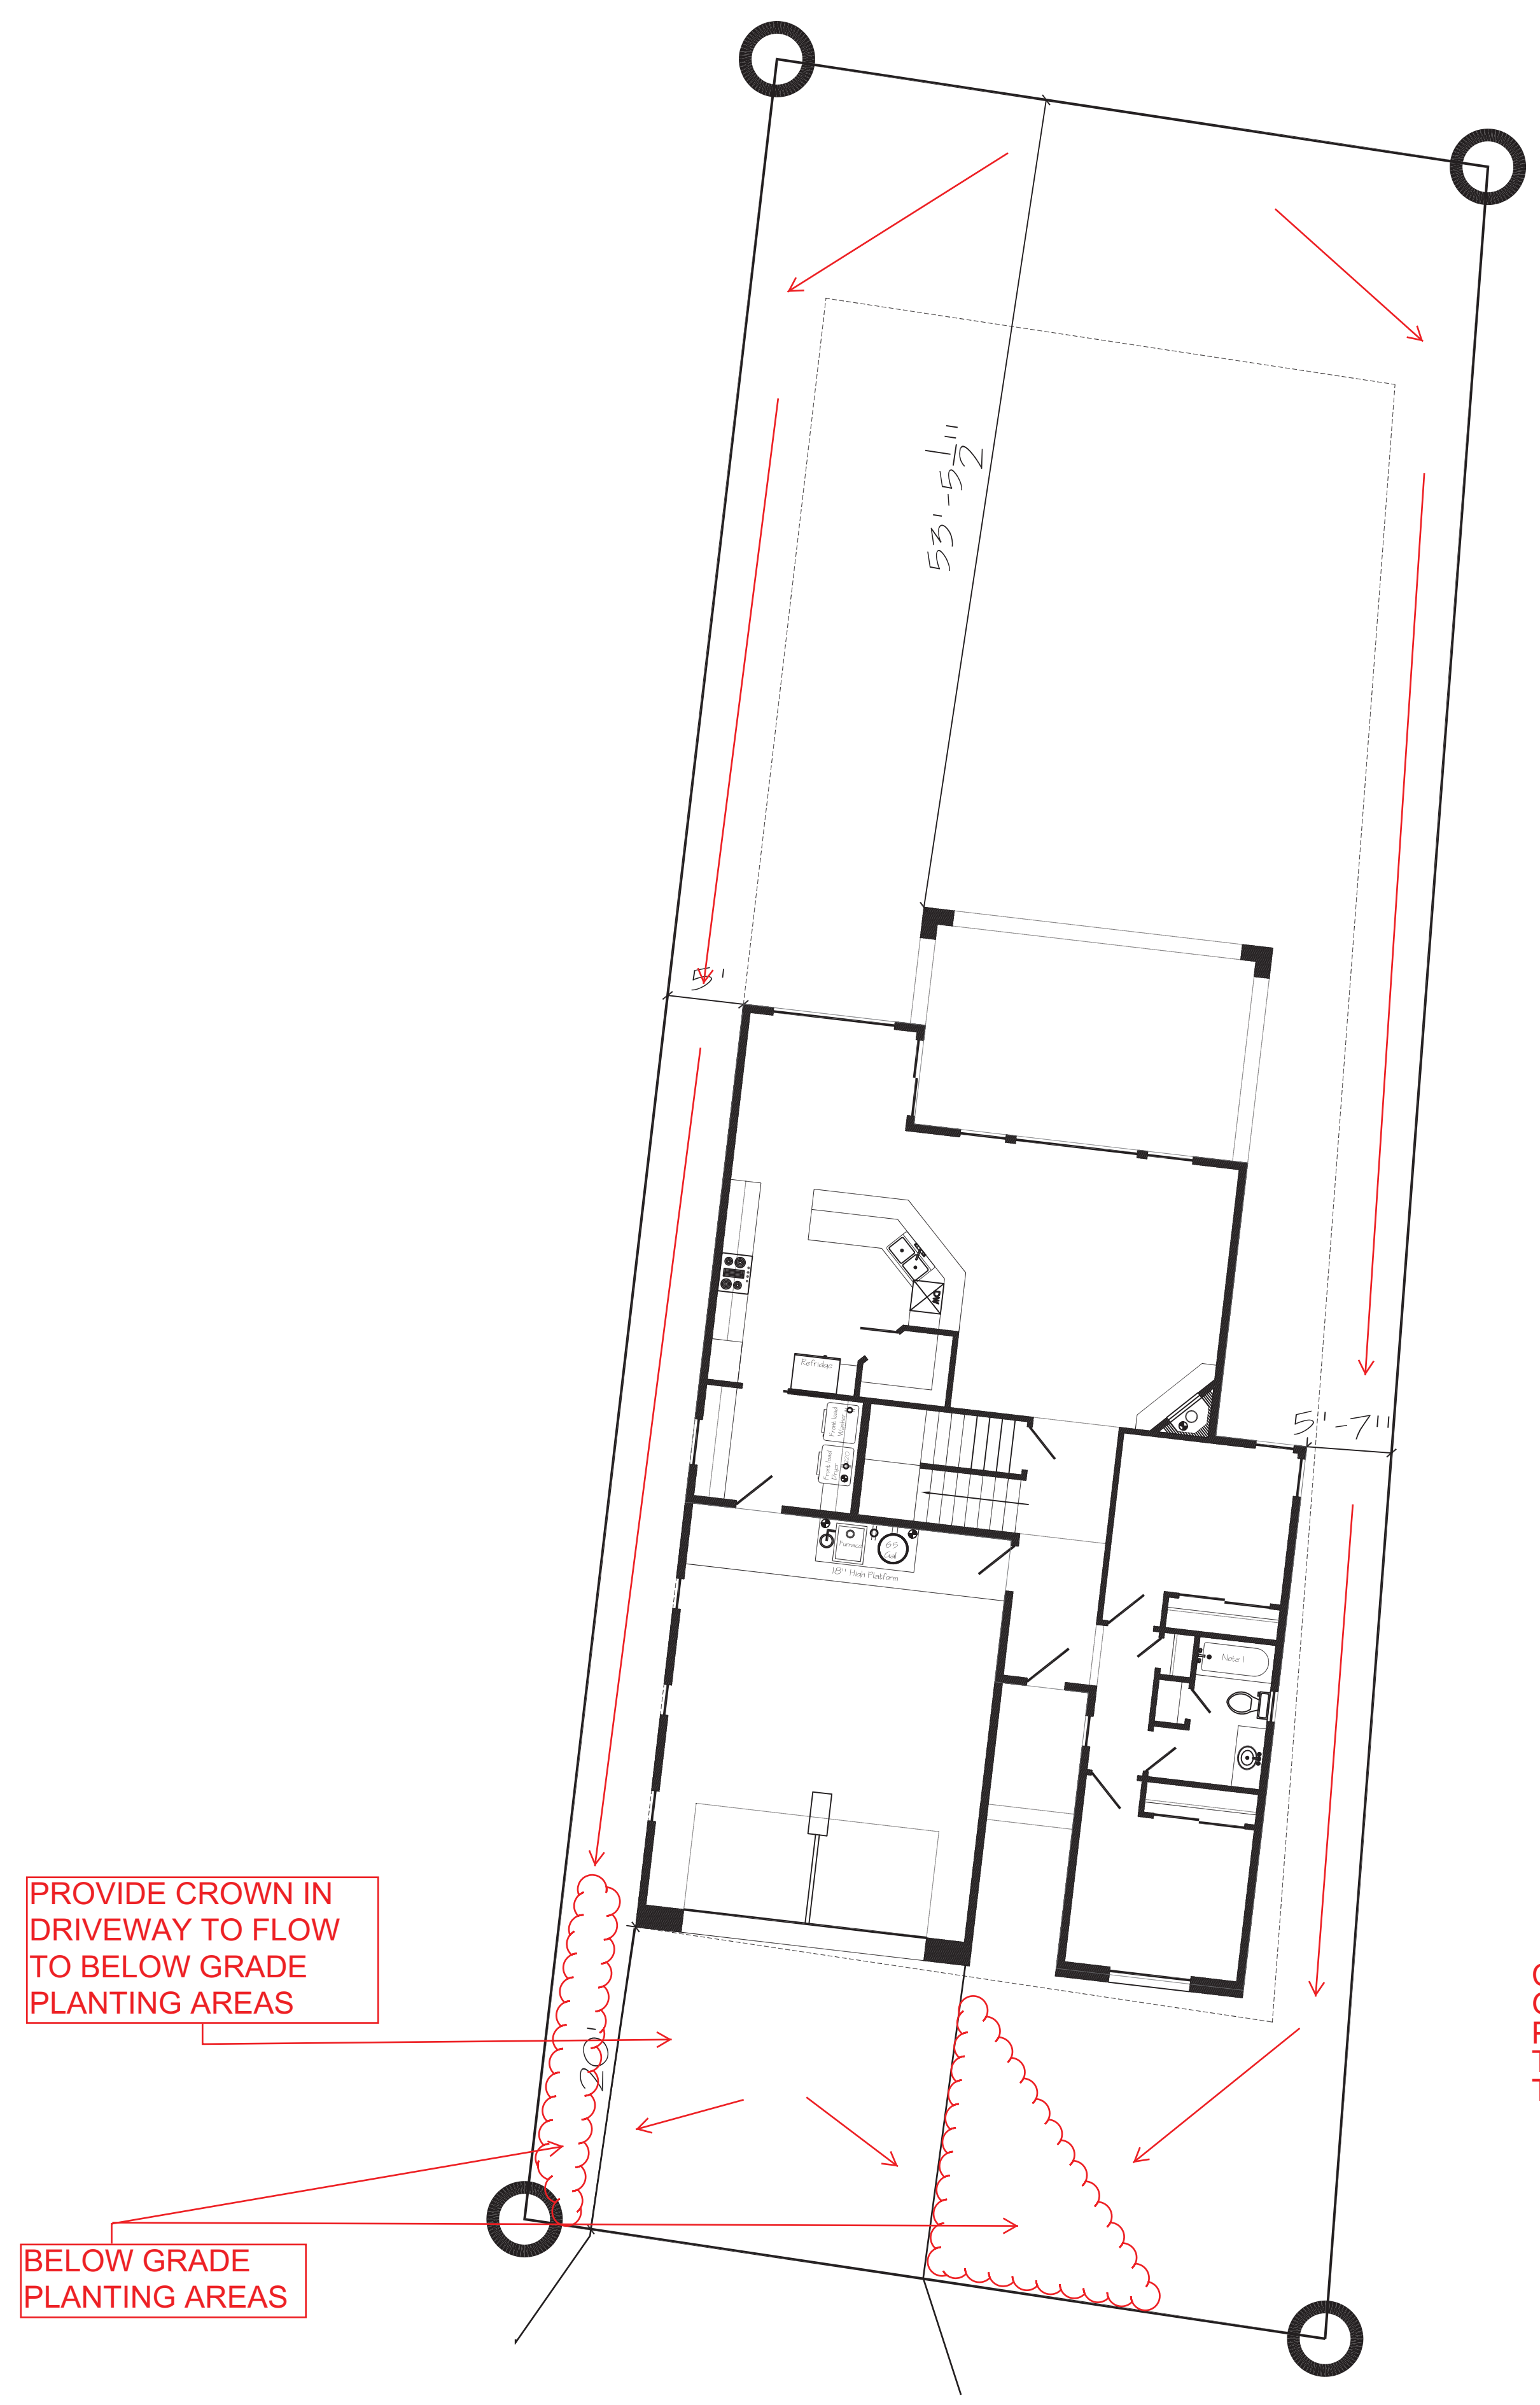 53'-5 1/2"
5'
DW
Refridge
Front load
Washer
Front load
Dryer
5'-7"
Furnace
65
Gal
18" High Platform
Note 1
PROVIDE CROWN IN
DRIVEWAY TO FLOW
TO BELOW GRADE
PLANTING AREAS
20'
BELOW GRADE
PLANTING AREAS